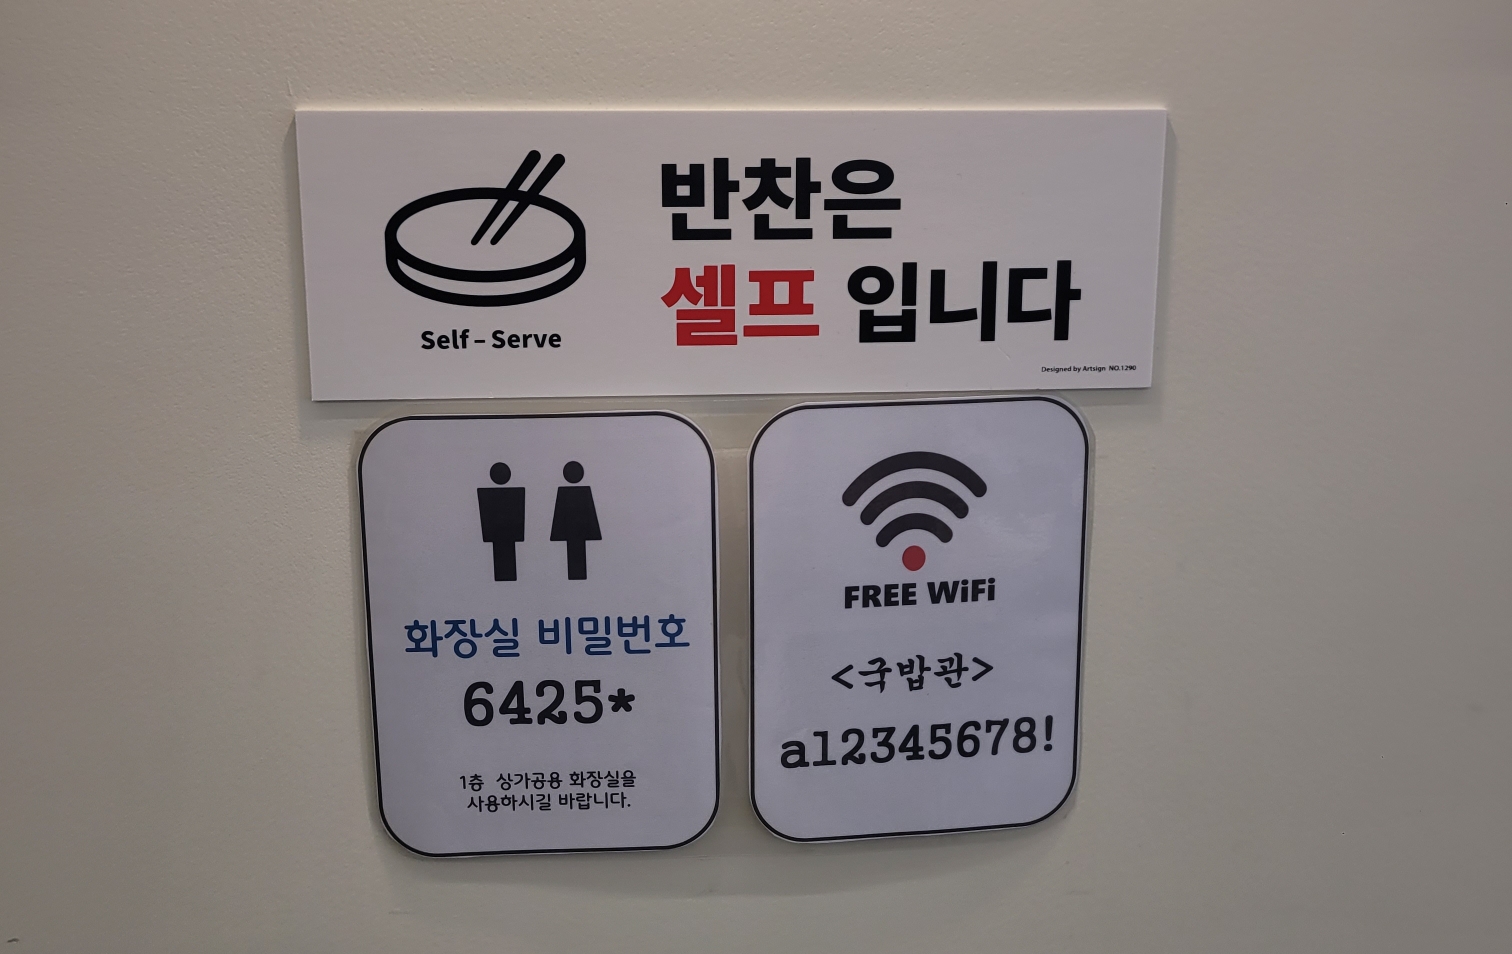 반찬은
셀프 입니다
Self - Serve
Designed by Artsign NO.1290
화장실 비밀번호
6425*
1층 상가공용 화장실을
사용하시길 바랍니다.
FREE WiFi
<국밥관>
a12345678!